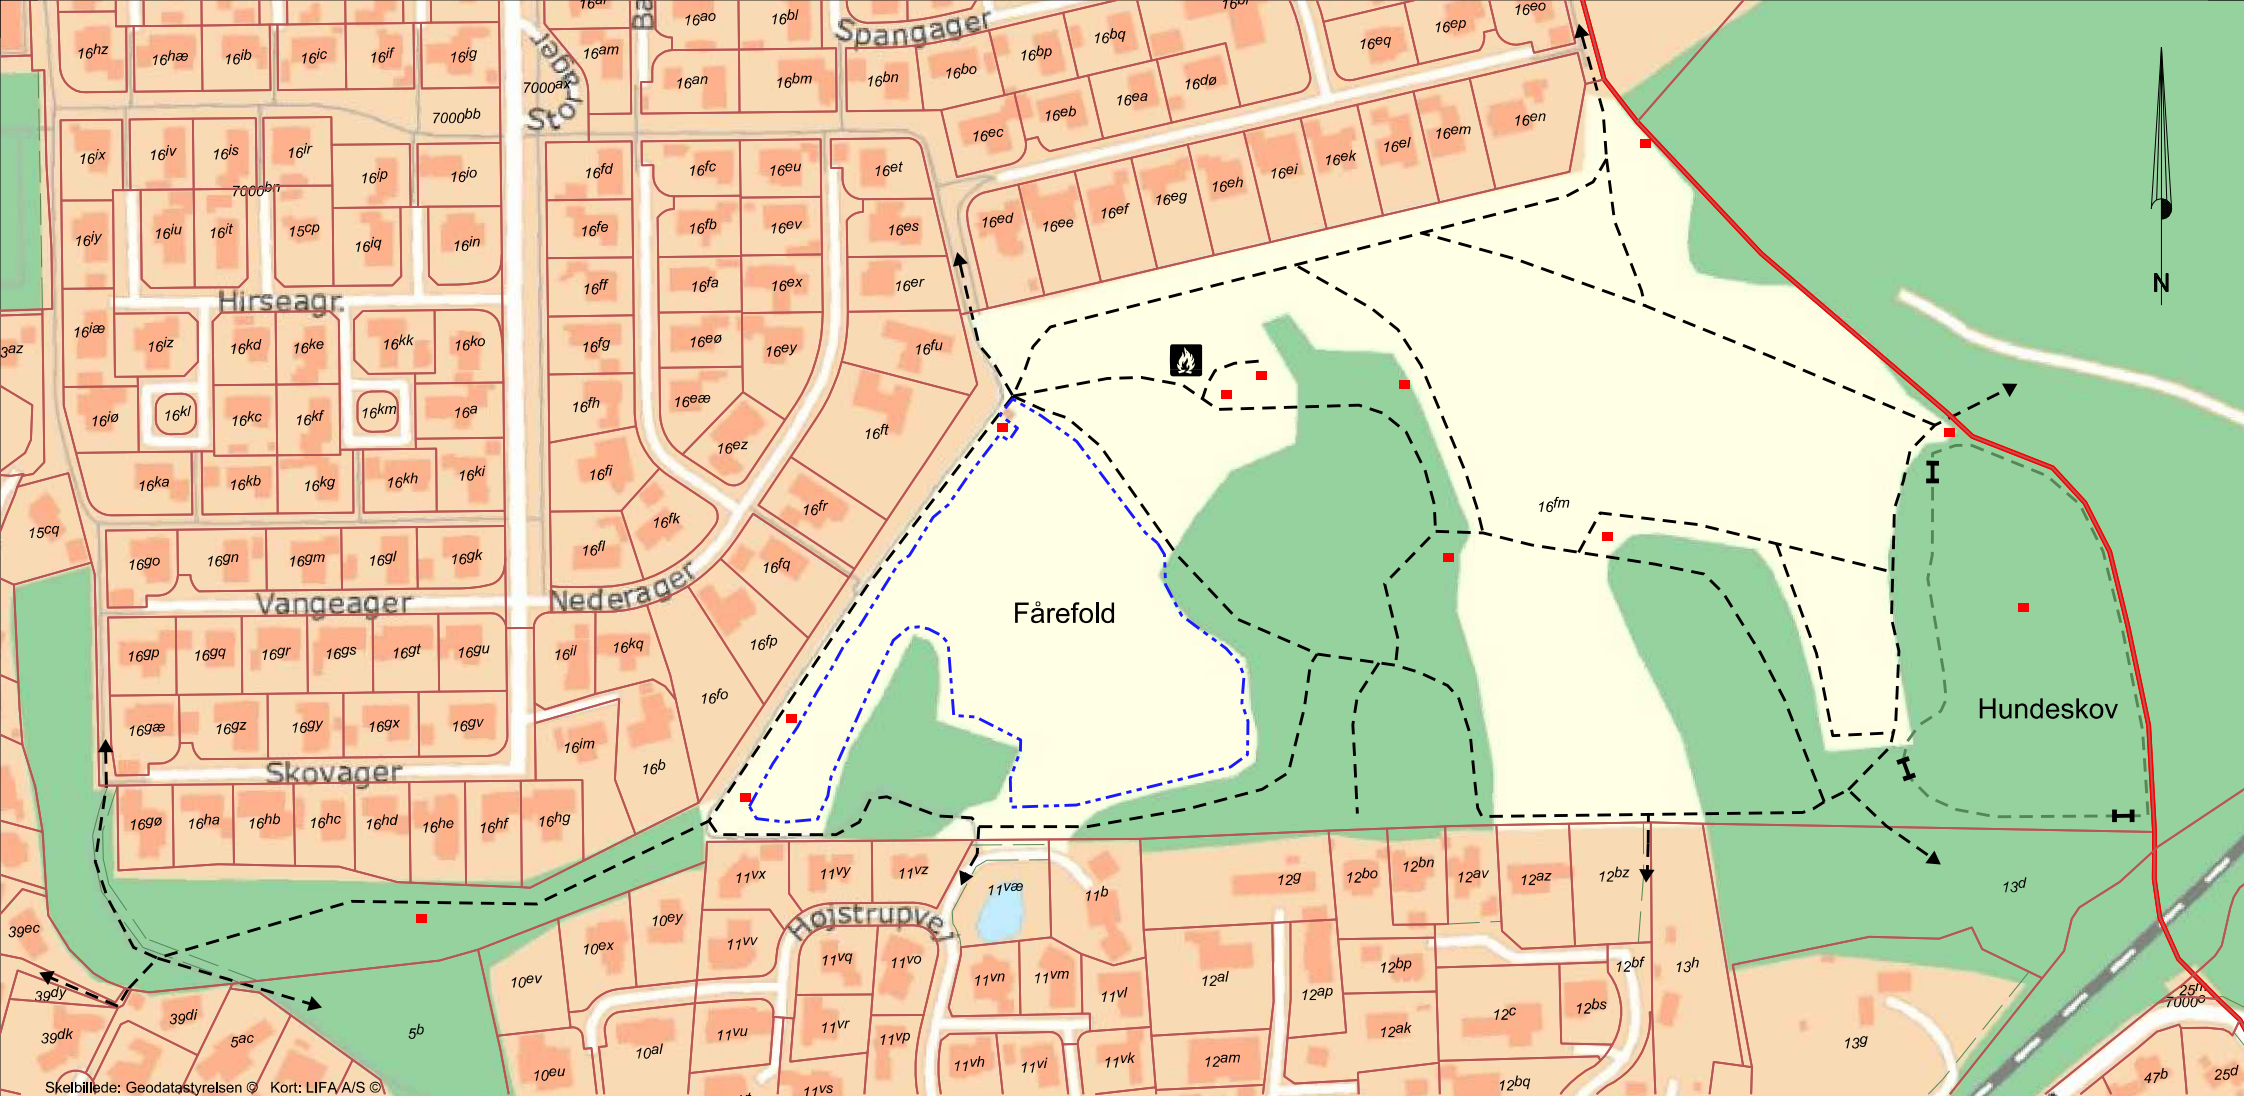 16ao
16bl
Spangager
16ep
16eo
16hz
16hæ
16ib
16ic
16if
16ig
16am
16an
16bm
16bn
16bo
16bp
16bq
16eq
7000ax
Storager
7000bb
16dø
16ea
16eb
16ec
16en
16em
16el
16ek
16ei
16eh
16eg
16ef
16ee
16ed
16ix
16iv
16is
16ir
16ip
16io
7000bn
16fd
16fc
16eu
16et
16iy
16iu
16it
15cp
16iq
16in
16fe
16fb
16ev
16es
16ff
16fa
16ex
16er
N
Hirseagr.
16iæ
16iz
16kd
16ke
16kk
16ko
16fg
16eø
16ey
16fu
3az
16iø
16kl
16kc
16kf
16km
16a
16fh
16eæ
16ez
16ft
16ka
16kb
16kg
16kh
16ki
16fi
16fk
16fr
16fm
15cq
16go
16gn
16gm
16gl
16gk
16fl
16fq
Vangeager
Nederager
Fårefold
16gp
16gq
16gr
16gs
16gt
16gu
16il
16kq
16fp
16fo
Hundeskov
16gæ
16gz
16gy
16gx
16gv
16im
16b
Skovager
16gø
16ha
16hb
16hc
16hd
16he
16hf
16hg
11vx
11vy
11vz
11væ
11b
12g
12bo
12bn
12av
12az
12bz
13d
39ec
10ey
10ex
10ev
Højstrupvej
11vv
11vq
11vo
11vn
11vm
11vl
12al
12ap
12bp
12bf
13h
39dy
39di
39dk
5ac
5b
10al
10eu
11vu
11vr
11vp
11vh
11vi
11vk
11vs
12am
12ak
12c
12bs
12bq
13g
7000o
47b
25d
Skelbillede: Geodatastyrelsen © Kort: LIFA A/S ©